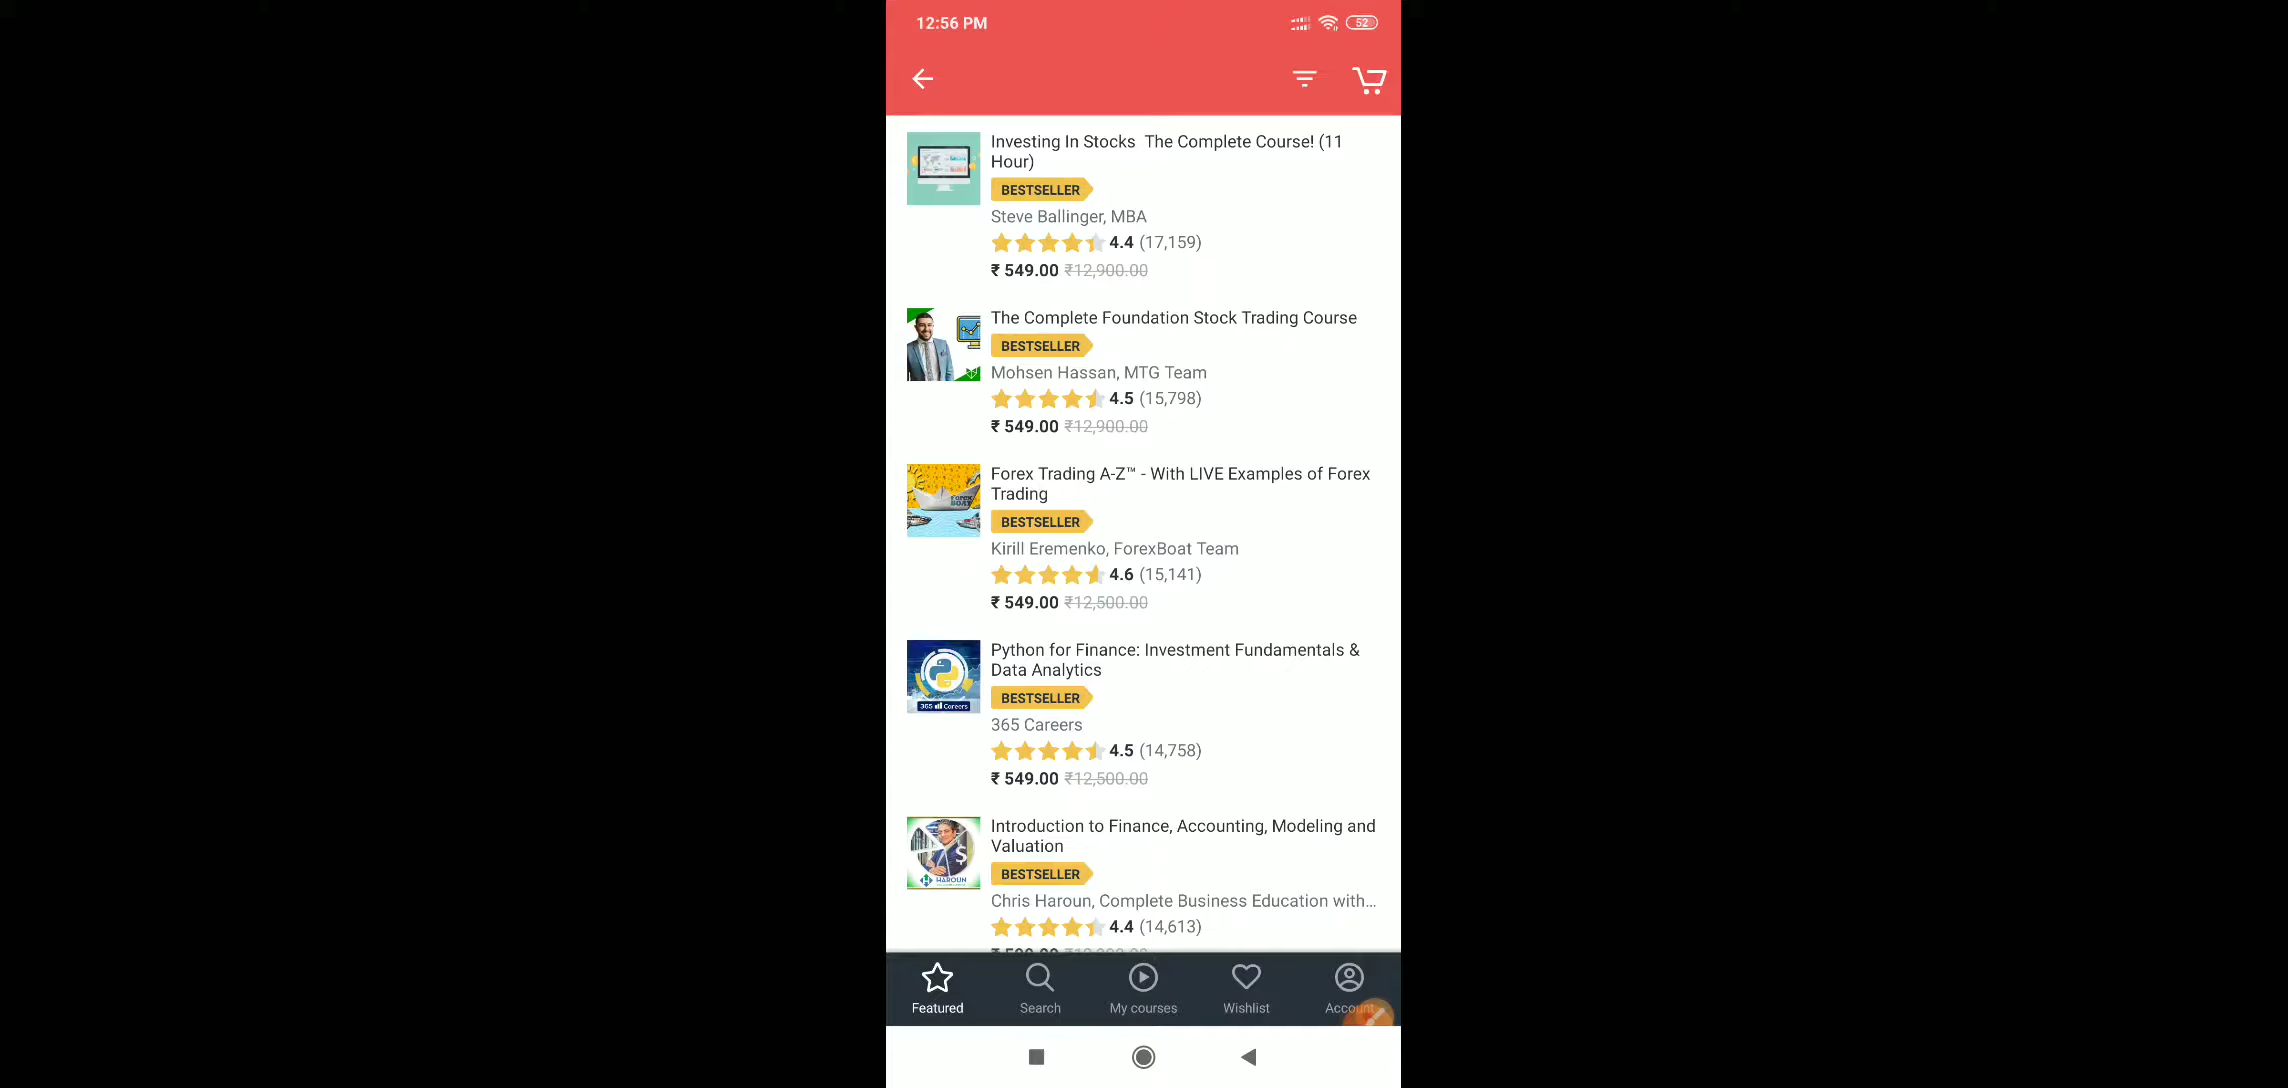 12:56 PM
52
Investing In Stocks The Complete Course! (11
Hour)
BESTSELLER
Steve Ballinger, MBA
4.4 (17,159)
₹ 549.00 ₹12,900.00
The Complete Foundation Stock Trading Course
BESTSELLER
Mohsen Hassan, MTG Team
4.5 (15,798)
₹ 549.00 ₹12,900.00
Forex Trading A-Z™ - With LIVE Examples of Forex
Trading
BESTSELLER
Kirill Eremenko, ForexBoat Team
4.6 (15,141)
₹ 549.00 ₹12,500.00
Python for Finance: Investment Fundamentals &
Data Analytics
BESTSELLER
365 Careers
365 Careers
4.5 (14,758)
₹ 549.00 ₹12,500.00
Introduction to Finance, Accounting, Modeling and
Valuation
BESTSELLER
HAROUN
Chris Haroun, Complete Business Education with...
4.4 (14,613)
Featured
Search
My courses
Wishlist
Account